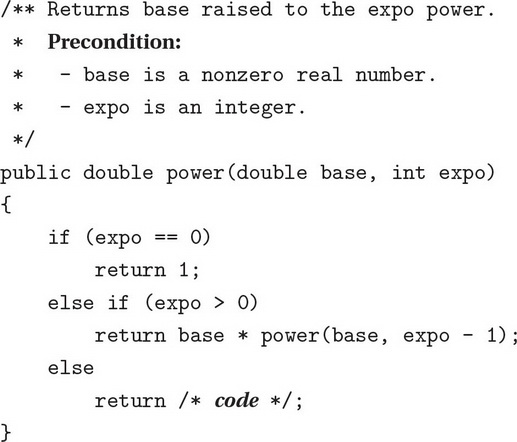 /** Returns base raised to the expo power.
 *  Precondition:
 *   - base is a nonzero real number.
 *   - expo is an integer.
 */
public double power(double base, int expo)
{
    if (expo == 0)
        return 1;
    else if (expo > 0)
        return base * power(base, expo - 1);
    else
        return /* code */;
}